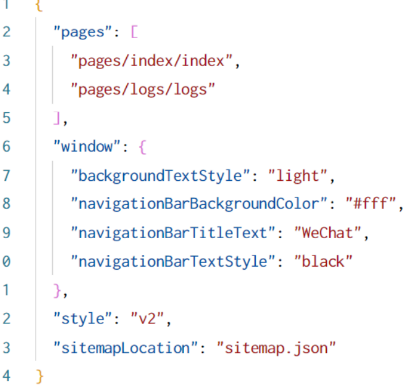 1 {
2 "pages": [
3 "pages/index/index",
4 "pages/logs/logs"
5 ],
6 "window": {
7 "backgroundTextStyle": "light",
8 "navigationBarBackgroundColor": "#fff",
9 "navigationBarTitleText": "WeChat",
0 "navigationBarTextStyle": "black"
1 },
2 "style": "v2",
3 "sitemapLocation": "sitemap.json"
4 }